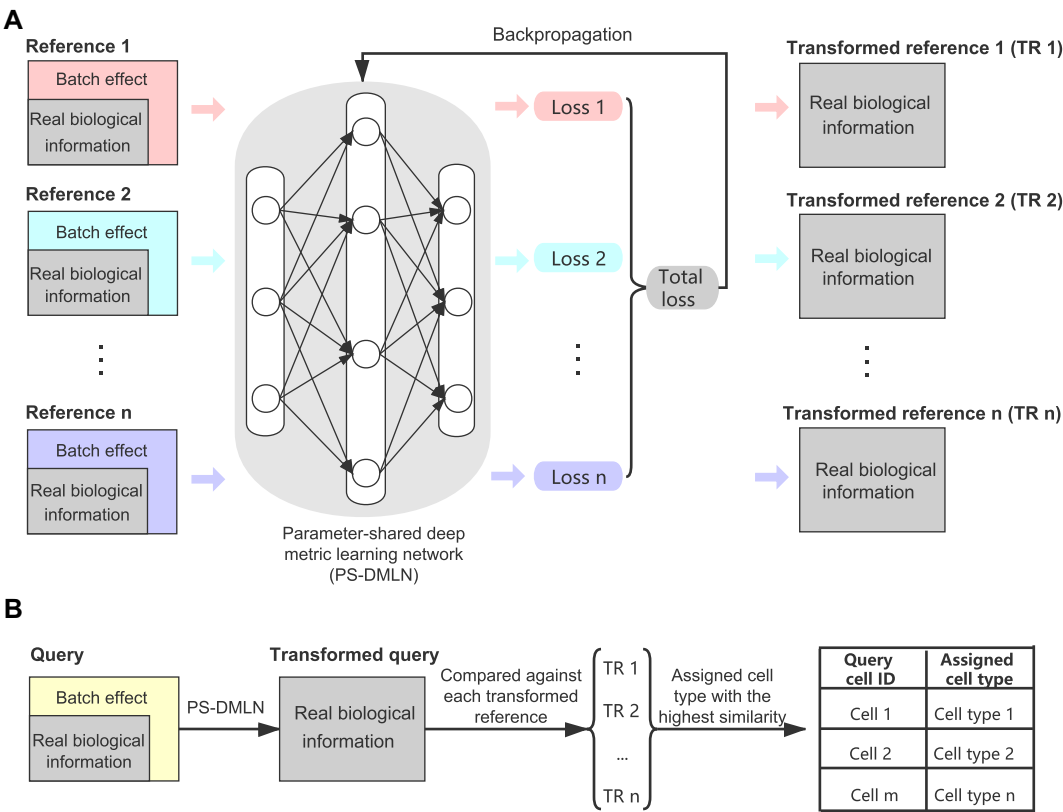 A
Reference 1
Batch effect
Real biological
information
Reference 2
Batch effect
Real biological
information
Reference n
Batch effect
Real biological
information
Backpropagation
Parameter-shared deep
metric learning network
(PS-DMLN)
Loss 1
Loss 2
Loss n
Total
loss
Transformed reference 1 (TR 1)
Real biological
information
Transformed reference 2 (TR 2)
Real biological
information
Transformed reference n (TR n)
Real biological
information
B
Query
Batch effect
Real biological
information
PS-DMLN
Transformed query
Real biological
information
Compared against
each transformed
reference
TR 1
TR 2
...
TR n
Assigned cell
type with the
highest similarity
Query
cell ID
Assigned
cell type
Cell 1
Cell type 1
Cell 2
Cell type 2
Cell m
Cell type n